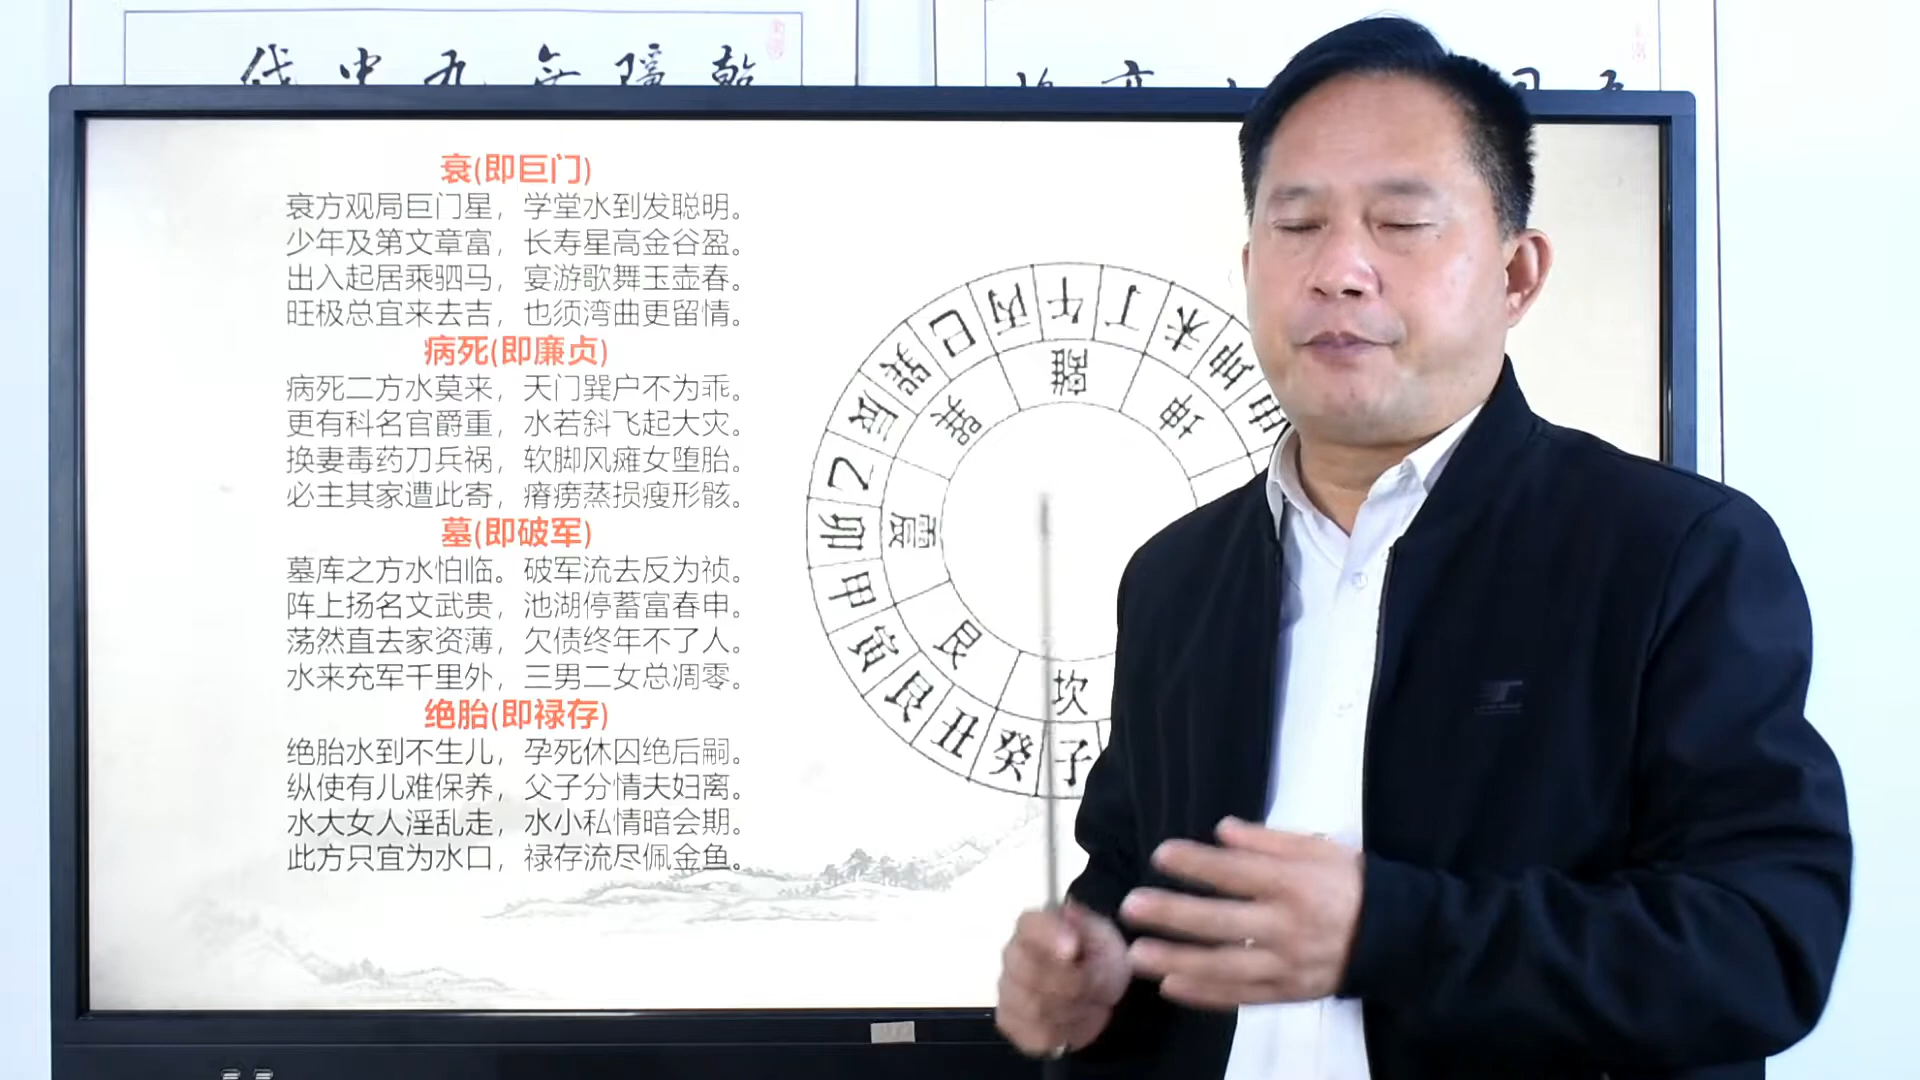 代 中 九 无 隔 乾
衰(即巨门)
衰方观局巨门星，学堂水到发聪明。
少年及第文章富，长寿星高金谷盈。
出入起居乘驷马，宴游歌舞玉壶春。
旺极总宜来去吉，也须湾曲更留情。
病死(即廉贞)
病死二方水莫来，天门巽户不为乖。
更有科名官爵重，水若斜飞起大灾。
换妻毒药刀兵祸，软脚风瘫女堕胎。
必主其家遭此寄，瘠痨蒸损瘦形骸。
墓(即破军)
墓库之方水怕临。破军流去反为祯。
阵上扬名文武贵，池湖停蓄富春申。
荡然直去家资薄，欠债终年不了人。
水来充军千里外，三男二女总凋零。
绝胎(即禄存)
绝胎水到不生儿，孕死休囚绝后嗣。
纵使有儿难保养，父子分情夫妇离。
水大女人淫乱走，水小私情暗会期。
此方只宜为水口，禄存流尽佩金鱼。
子 癸 丑 艮 寅 甲 卯 乙 辰 巽 巳 丙 午 丁 未 坤 申
坎 艮 震 巽 離 坤